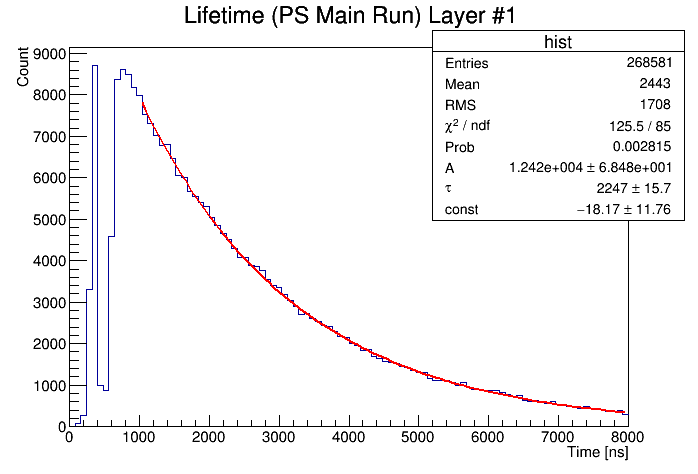 Lifetime (PS Main Run) Layer #1
hist
Entries 268581
Mean 2443
RMS 1708
χ² / ndf 125.5 / 85
Prob 0.002815
A 1.242e+004 ± 6.848e+001
τ 2247 ± 15.7
const −18.17 ± 11.76
Count
9000
8000
7000
6000
5000
4000
3000
2000
1000
0
0 1000 2000 3000 4000 5000 6000 7000 8000
Time [ns]